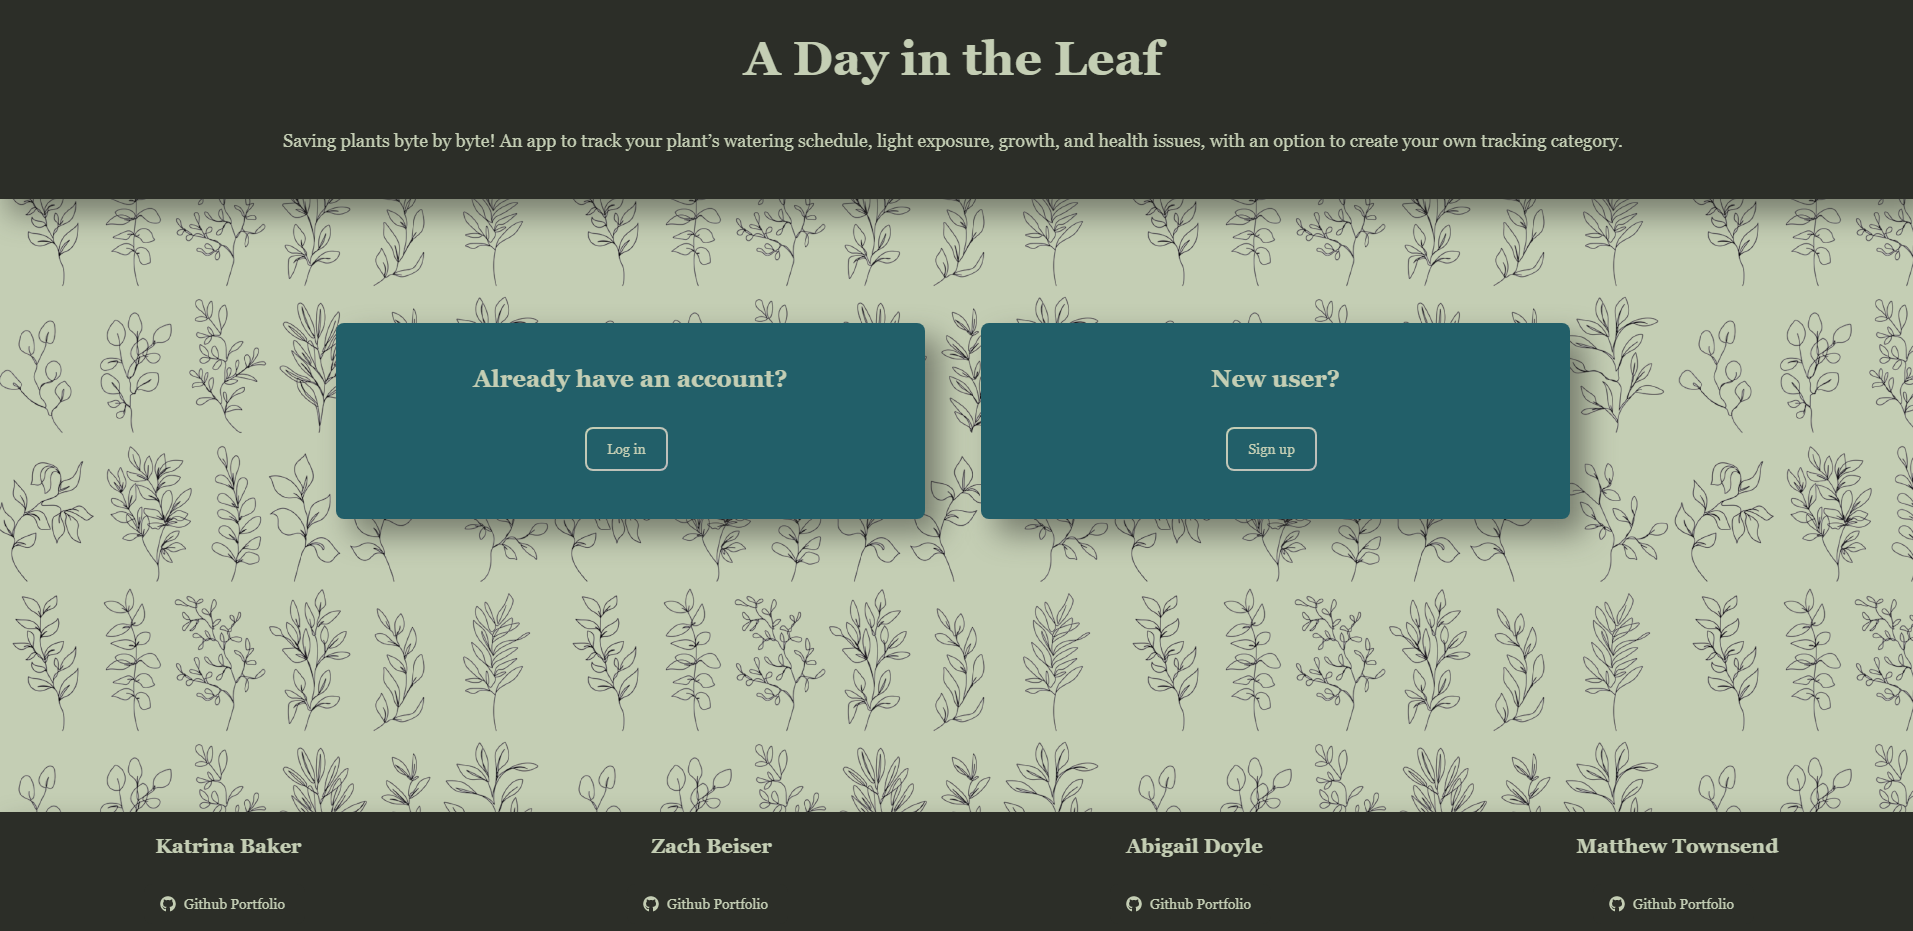 A Day in the Leaf
Saving plants byte by byte! An app to track your plant’s watering schedule, light exposure, growth, and health issues, with an option to create your own tracking category.
Already have an account?
Log in
New user?
Sign up
Katrina Baker
Github Portfolio
Zach Beiser
Github Portfolio
Abigail Doyle
Github Portfolio
Matthew Townsend
Github Portfolio